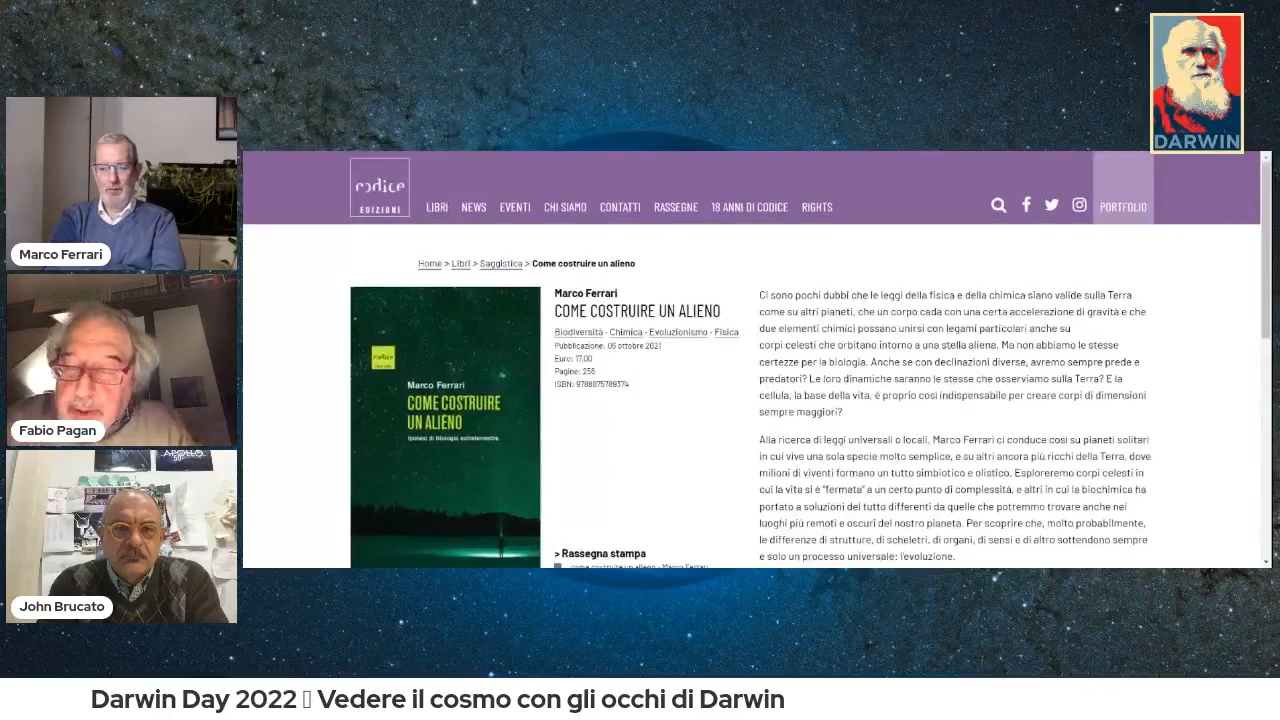 DARWIN
APOLLO
Marco Ferrari
Fabio Pagan
John Brucato
codice
EDIZIONI
LIBRI NEWS EVENTI CHI SIAMO CONTATTI RASSEGNE 18 ANNI DI CODICE RIGHTS PORTFOLIO
Home > Libri > Saggistica > Come costruire un alieno
Marco Ferrari
COME COSTRUIRE
UN ALIENO
Ipotesi di biologia extraterrestre
Marco Ferrari
COME COSTRUIRE UN ALIENO
Biodiversità · Chimica · Evoluzionismo · Fisica
Pubblicazione: 06 ottobre 2021
Euro: 17.00
Pagine: 256
ISBN: 9788875789374
> Rassegna stampa
come costruire un alieno - Marco Ferrari
Ci sono pochi dubbi che le leggi della fisica e della chimica siano valide sulla Terra
come su altri pianeti, che un corpo cada con una certa accelerazione di gravità e che
due elementi chimici possano unirsi con legami particolari anche su
corpi celesti che orbitano intorno a una stella aliena. Ma non abbiamo le stesse
certezze per la biologia. Anche se con declinazioni diverse, avremo sempre prede e
predatori? Le loro dinamiche saranno le stesse che osserviamo sulla Terra? E la
cellula, la base della vita, è proprio così indispensabile per creare corpi di dimensioni
sempre maggiori?
Alla ricerca di leggi universali o locali, Marco Ferrari ci conduce così su pianeti solitari
in cui vive una sola specie molto semplice, e su altri ancora più ricchi della Terra, dove
milioni di viventi formano un tutto simbiotico e olistico. Esploreremo corpi celesti in
cui la vita si è “fermata” a un certo punto di complessità, e altri in cui la biochimica ha
portato a soluzioni del tutto differenti da quelle che potremmo trovare anche nei
luoghi più remoti e oscuri del nostro pianeta. Per scoprire che, molto probabilmente,
le differenze di strutture, di scheletri, di organi, di sensi e di altro sottendono sempre
e solo un processo universale: l'evoluzione.
Darwin Day 2022 ▯ Vedere il cosmo con gli occhi di Darwin